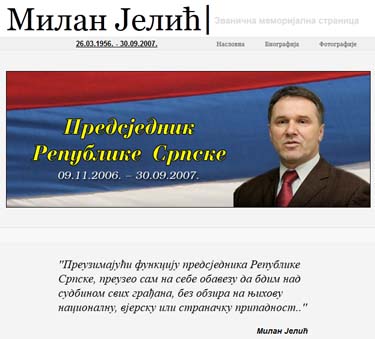 Милан Јелић|
Званична меморијална страница
26.03.1956. - 30.09.2007.
Насловна Биографија Фотографије
Предсједник
Републике Српске
09.11.2006. – 30.09.2007.
"Преузимајући функцију предсједника Републике
Српске, преузео сам на себе обавезу да бдим над
судбином свих грађана, без обзира на њихову
националну, вјерску или страначку припадност.."
Милан Јелић